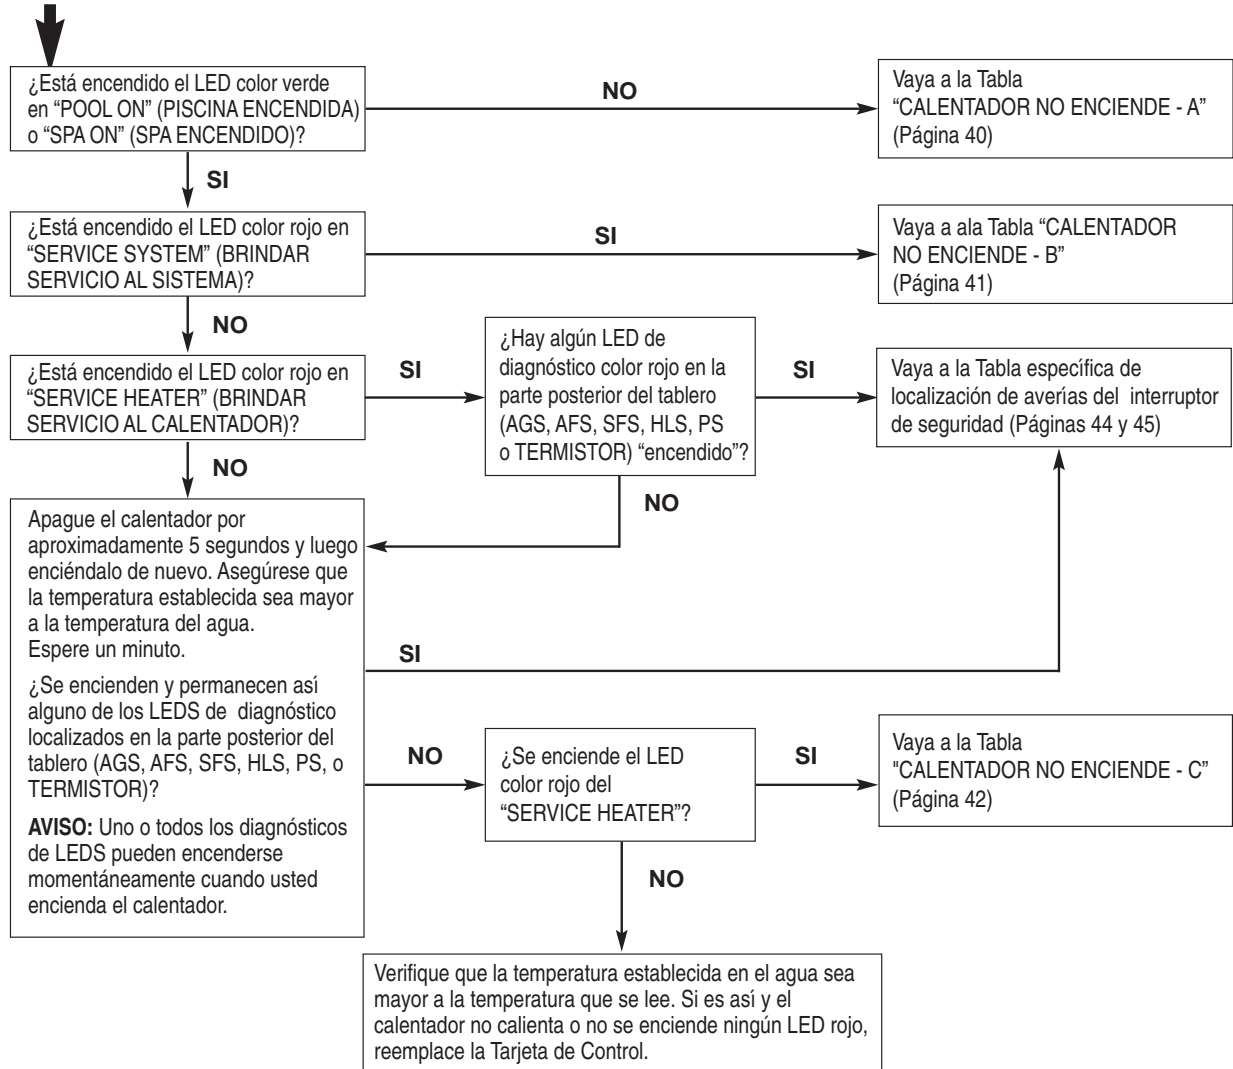 ¿Está encendido el LED color verde
en “POOL ON” (PISCINA ENCENDIDA)
o “SPA ON” (SPA ENCENDIDO)?
NO
Vaya a la Tabla
“CALENTADOR NO ENCIENDE - A”
(Página 40)
SI
¿Está encendido el LED color rojo en
“SERVICE SYSTEM” (BRINDAR
SERVICIO AL SISTEMA)?
SI
Vaya a ala Tabla “CALENTADOR
NO ENCIENDE - B”
(Página 41)
NO
¿Está encendido el LED color rojo en
“SERVICE HEATER” (BRINDAR
SERVICIO AL CALENTADOR)?
SI
¿Hay algún LED de
diagnóstico color rojo en la
parte posterior del tablero
(AGS, AFS, SFS, HLS, PS
o TERMISTOR) “encendido”?
SI
Vaya a la Tabla específica de
localización de averías del interruptor
de seguridad (Páginas 44 y 45)
NO
NO
Apague el calentador por
aproximadamente 5 segundos y luego
enciéndalo de nuevo. Asegúrese que
la temperatura establecida sea mayor
a la temperatura del agua.
Espere un minuto.
¿Se encienden y permanecen así
alguno de los LEDS de diagnóstico
localizados en la parte posterior del
tablero (AGS, AFS, SFS, HLS, PS, o
TERMISTOR)?
AVISO: Uno o todos los diagnósticos
de LEDS pueden encenderse
momentáneamente cuando usted
encienda el calentador.
SI
NO
¿Se enciende el LED
color rojo del
“SERVICE HEATER”?
SI
Vaya a la Tabla
"CALENTADOR NO ENCIENDE - C”
(Página 42)
NO
Verifique que la temperatura establecida en el agua sea
mayor a la temperatura que se lee. Si es así y el
calentador no calienta o no se enciende ningún LED rojo,
reemplace la Tarjeta de Control.